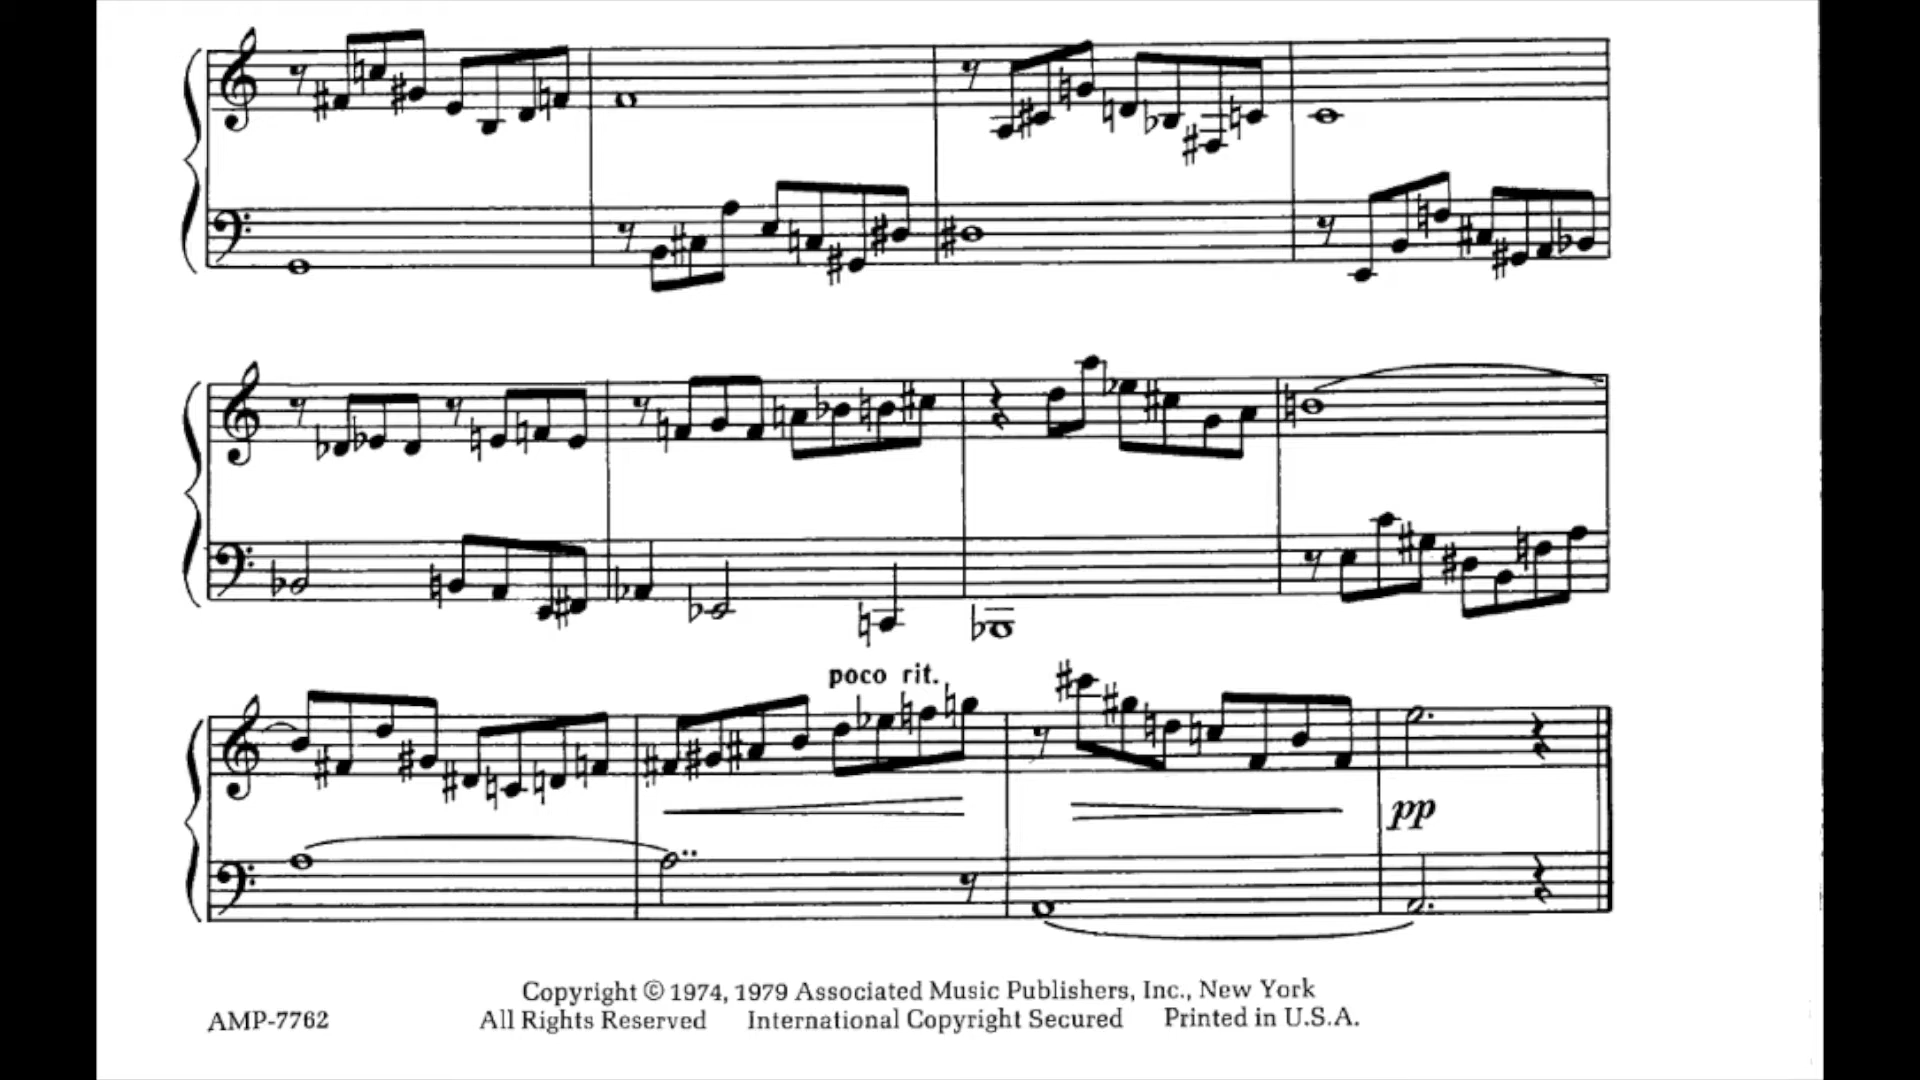 poco rit.
pp
Copyright © 1974, 1979 Associated Music Publishers, Inc., New York
AMP-7762 All Rights Reserved International Copyright Secured Printed in U.S.A.